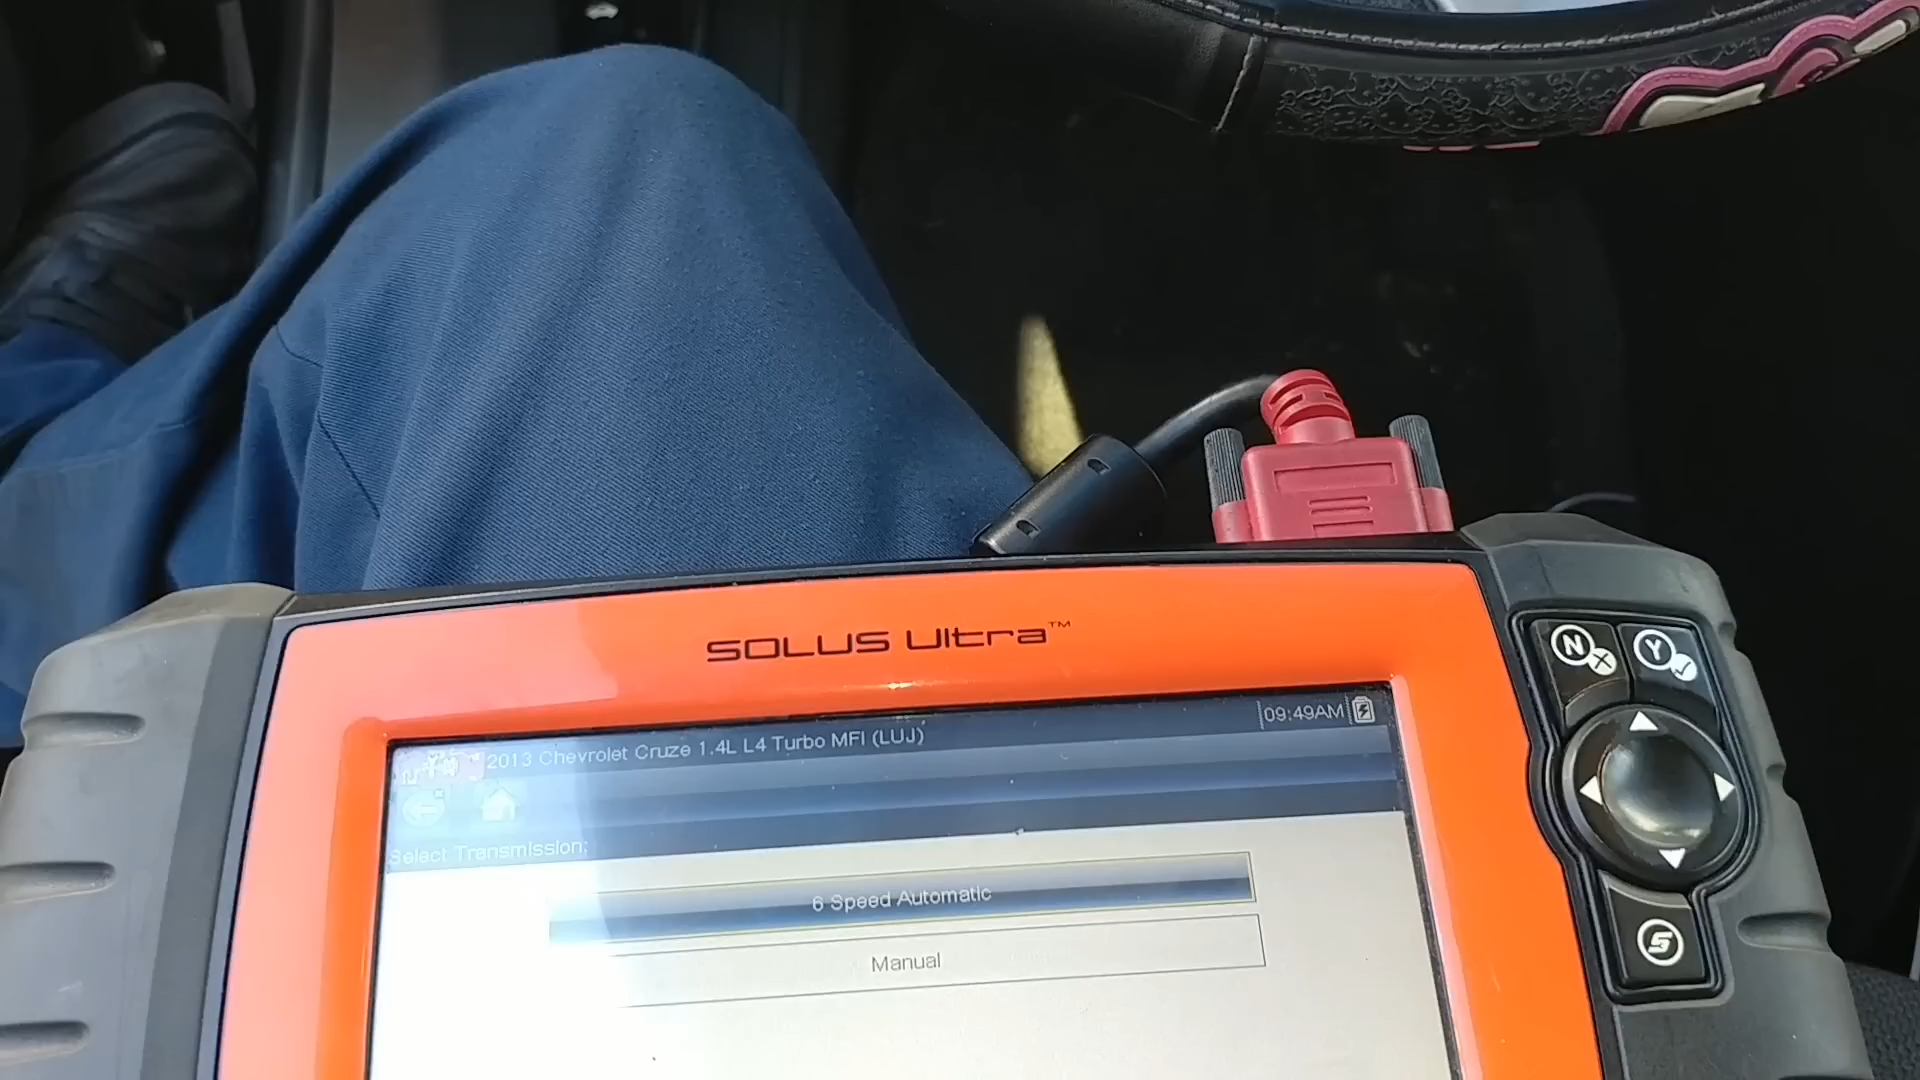 SOLUS Ultra™
N Y
09:49AM
2013 Chevrolet Cruze 1.4L L4 Turbo MFI (LUJ)
Select Transmission:
6 Speed Automatic
Manual
S